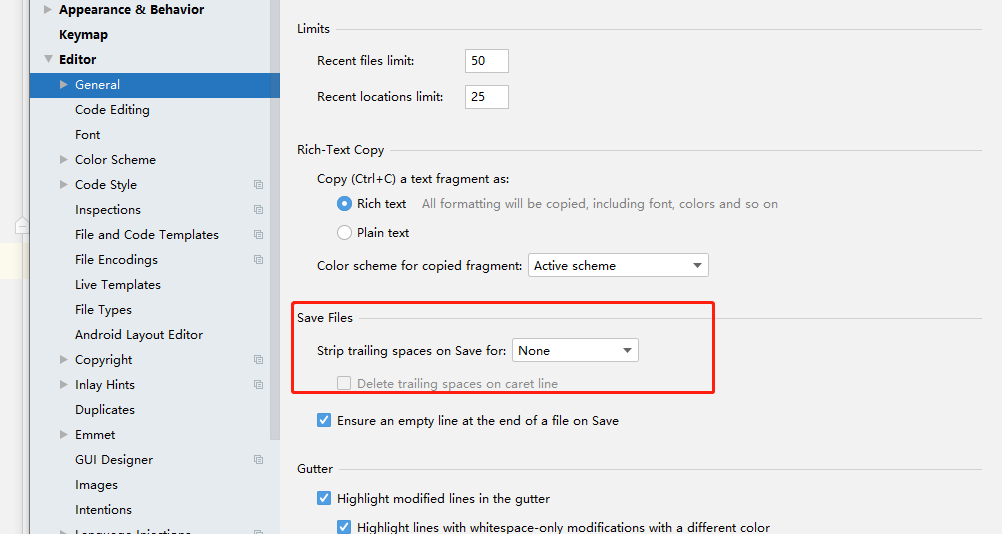 Appearance & Behavior
Keymap
Editor
General
Code Editing
Font
Color Scheme
Code Style
Inspections
File and Code Templates
File Encodings
Live Templates
File Types
Android Layout Editor
Copyright
Inlay Hints
Duplicates
Emmet
GUI Designer
Images
Intentions
Language Injections
Limits
Recent files limit: 50
Recent locations limit: 25
Rich-Text Copy
Copy (Ctrl+C) a text fragment as:
Rich text All formatting will be copied, including font, colors and so on
Plain text
Color scheme for copied fragment: Active scheme
Save Files
Strip trailing spaces on Save for: None
Delete trailing spaces on caret line
Ensure an empty line at the end of a file on Save
Gutter
Highlight modified lines in the gutter
Highlight lines with whitespace-only modifications with a different color